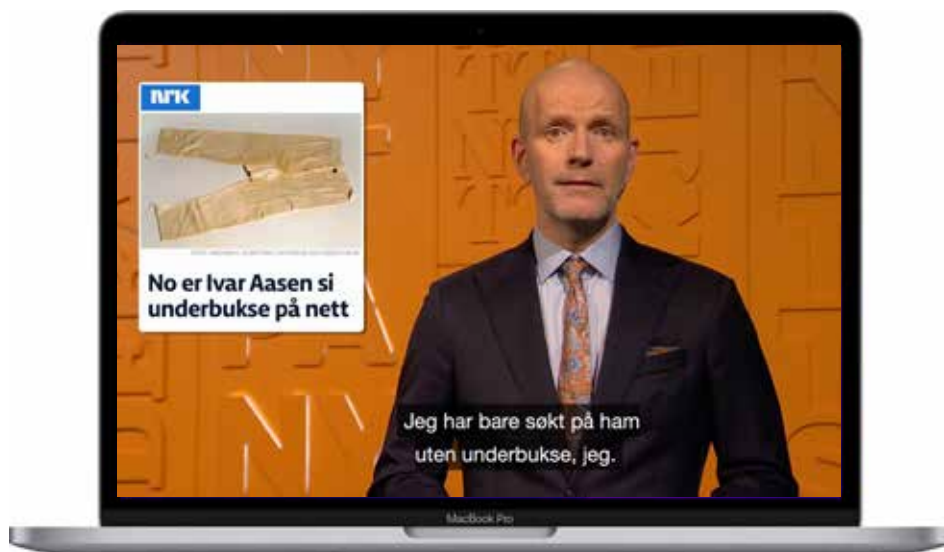 NRK
No er Ivar Aasen si
underbukse på nett
Jeg har bare søkt på ham
uten underbukse, jeg.
MacBook Pro